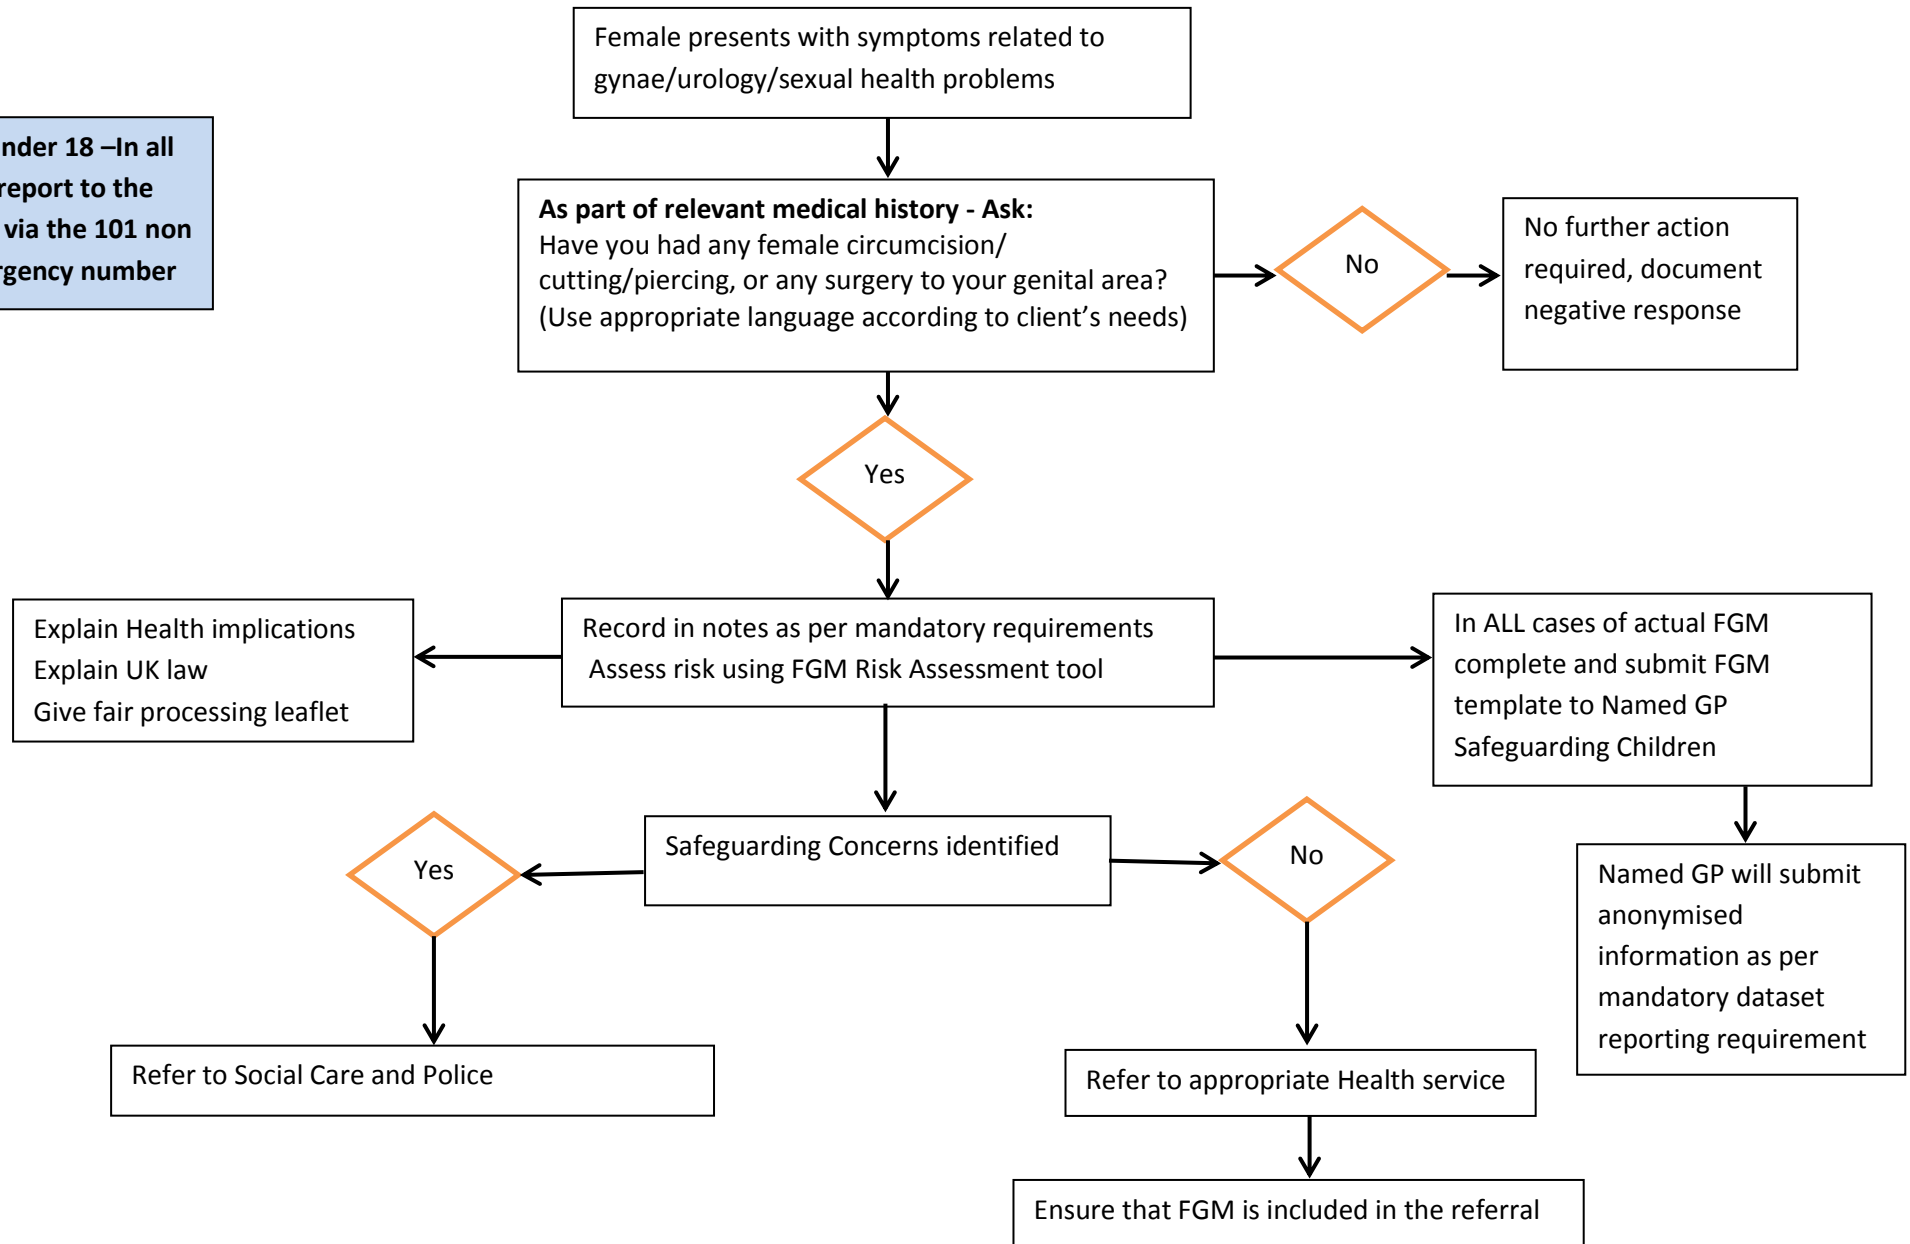 Female presents with symptoms related to
gynae/urology/sexual health problems
nder 18 –In all
report to the
via the 101 non
rgency number
As part of relevant medical history - Ask:
Have you had any female circumcision/
cutting/piercing, or any surgery to your genital area?
(Use appropriate language according to client's needs)
No
No further action
required, document
negative response
Yes
Explain Health implications
Explain UK law
Give fair processing leaflet
Record in notes as per mandatory requirements
Assess risk using FGM Risk Assessment tool
In ALL cases of actual FGM
complete and submit FGM
template to Named GP
Safeguarding Children
Yes
Safeguarding Concerns identified
No
Named GP will submit
anonymised
information as per
mandatory dataset
reporting requirement
Refer to Social Care and Police
Refer to appropriate Health service
Ensure that FGM is included in the referral